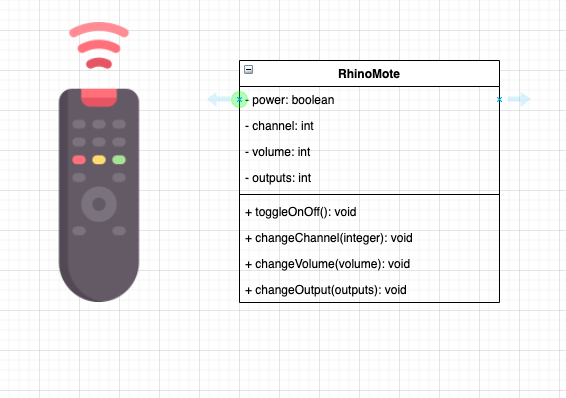 RhinoMote
- power: boolean
- channel: int
- volume: int
- outputs: int
+ toggleOnOff(): void
+ changeChannel(integer): void
+ changeVolume(volume): void
+ changeOutput(outputs): void